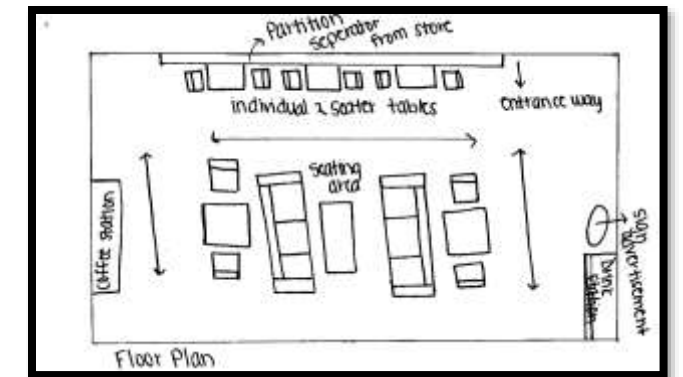 Partition
seperator
from store
individual 2 seater tables
entrance way
seating
area
coffee station
sign
advertisement
Drink
station
Floor Plan